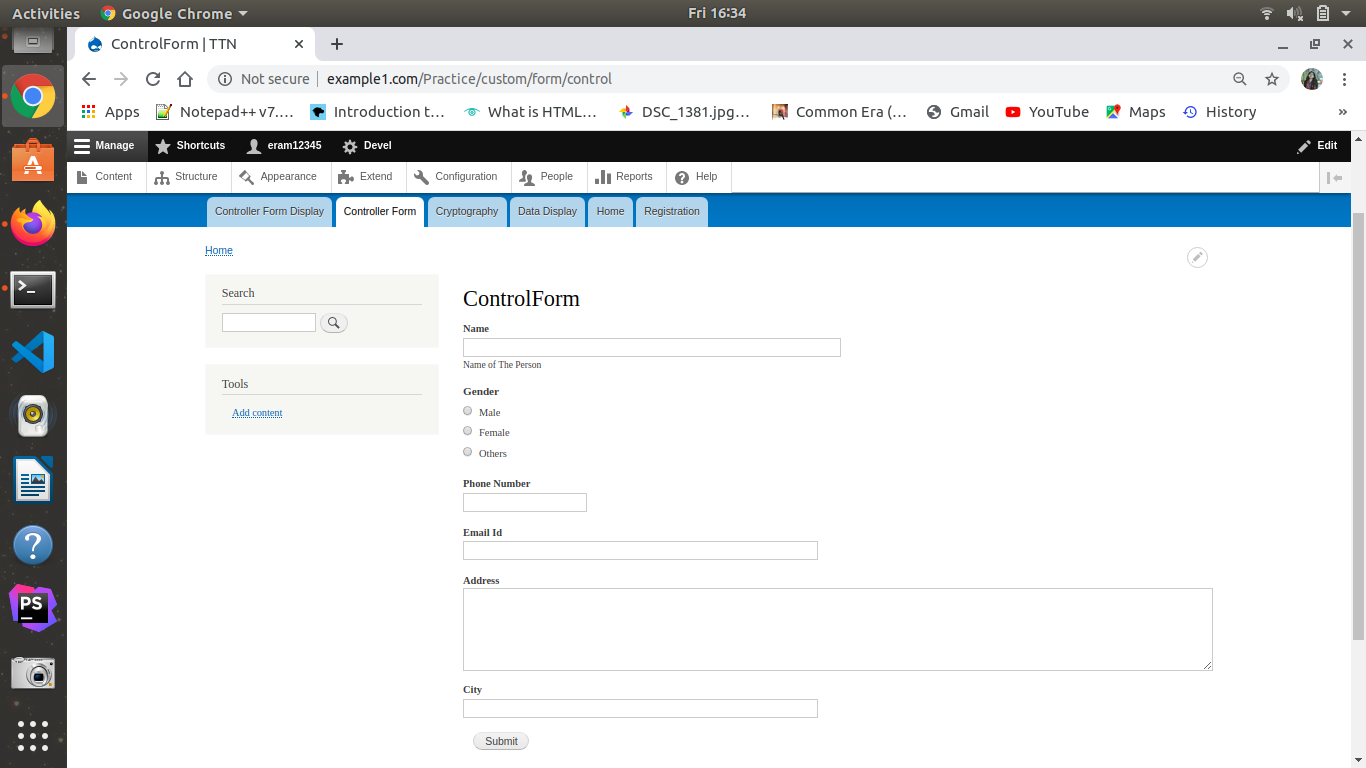 Activities Google Chrome Fri 16:34
ControlForm | TTN
Not secure example1.com/Practice/custom/form/control
Apps Notepad++ v7.... Introduction t... What is HTML... DSC_1381.jpg... Common Era (... Gmail YouTube Maps History »
Manage Shortcuts eram12345 Devel Edit
Content Structure Appearance Extend Configuration People Reports Help
Controller Form Display Controller Form Cryptography Data Display Home Registration
Home
Search
Tools
Add content
ControlForm
Name
Name of The Person
Gender
Male
Female
Others
Phone Number
Email Id
Address
City
Submit
PS